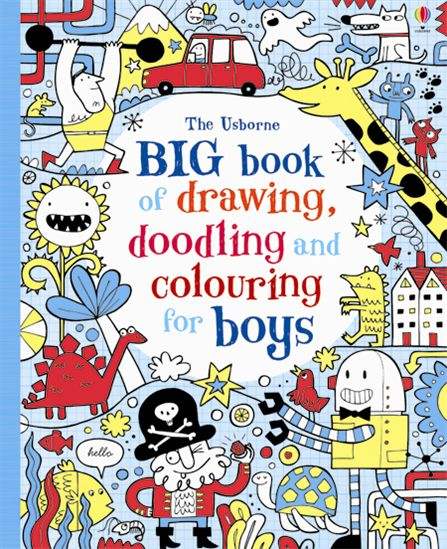 The Usborne
BIG book
of drawing,
doodling and
colouring
for boys
hello